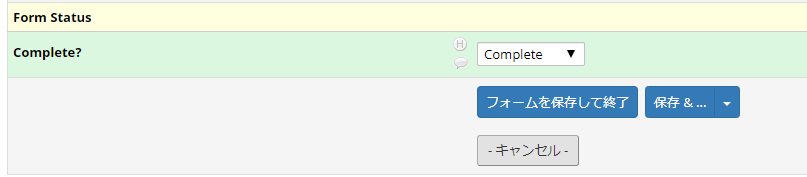 Form Status
Complete?
H
Complete
フォームを保存して終了
保存 & ...
- キャンセル -